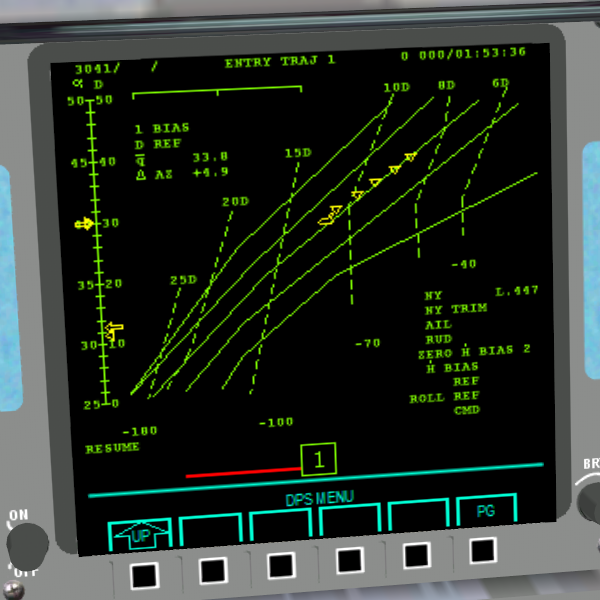 3041/ / ENTRY TRAJ 1 0 000/01:53:36
α D
50 50 10D 8D 6D
1 BIAS
D REF
q̄ 33.8 15D
45 40
Δ AZ +4.9
20D
30
25D
35 20 -40
NY L.447
NY TRIM
AIL
RUD
30 10 -70 ZERO Ḣ BIAS 2
Ḣ BIAS
REF
25 0 ROLL REF
CMD
-180 -100
RESUME
1
DPS MENU
UP PG
ON BR
OFF